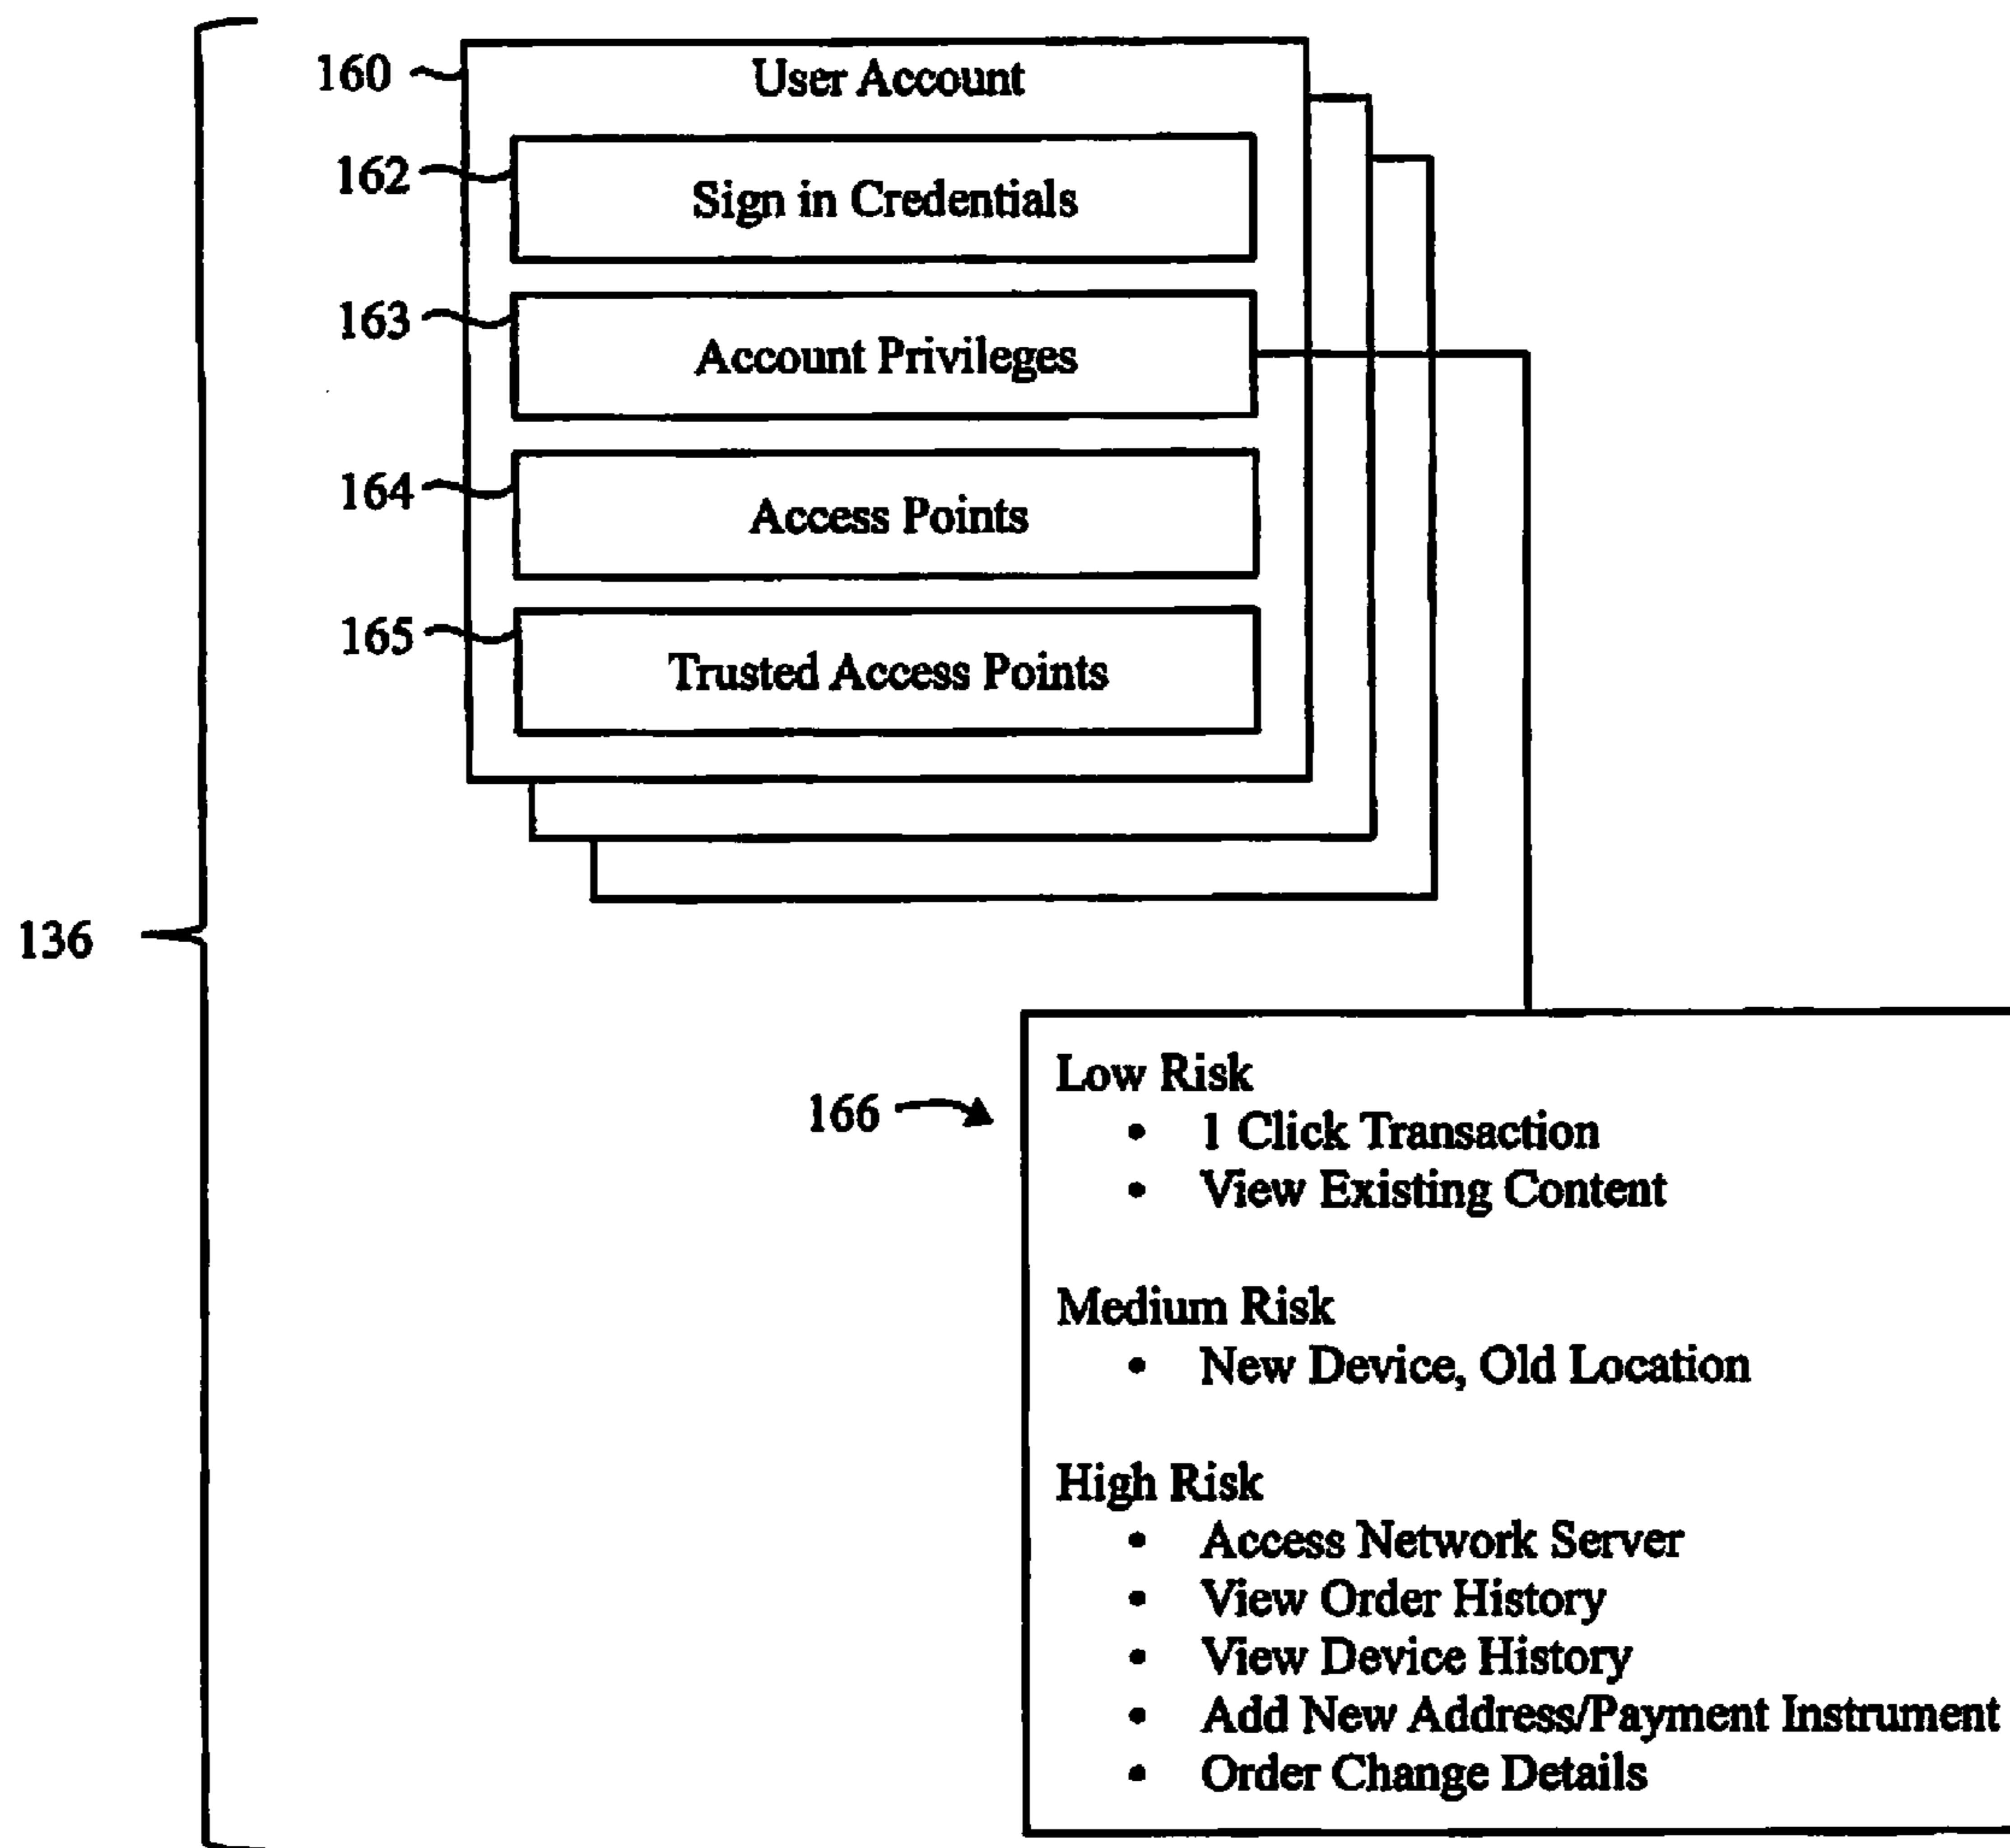 160
User Account
162
Sign in Credentials
163
Account Privileges
164
Access Points
165
Trusted Access Points
136
166
Low Risk
• 1 Click Transaction
• View Existing Content
Medium Risk
• New Device, Old Location
High Risk
• Access Network Server
• View Order History
• View Device History
• Add New Address/Payment Instrument
• Order Change Details